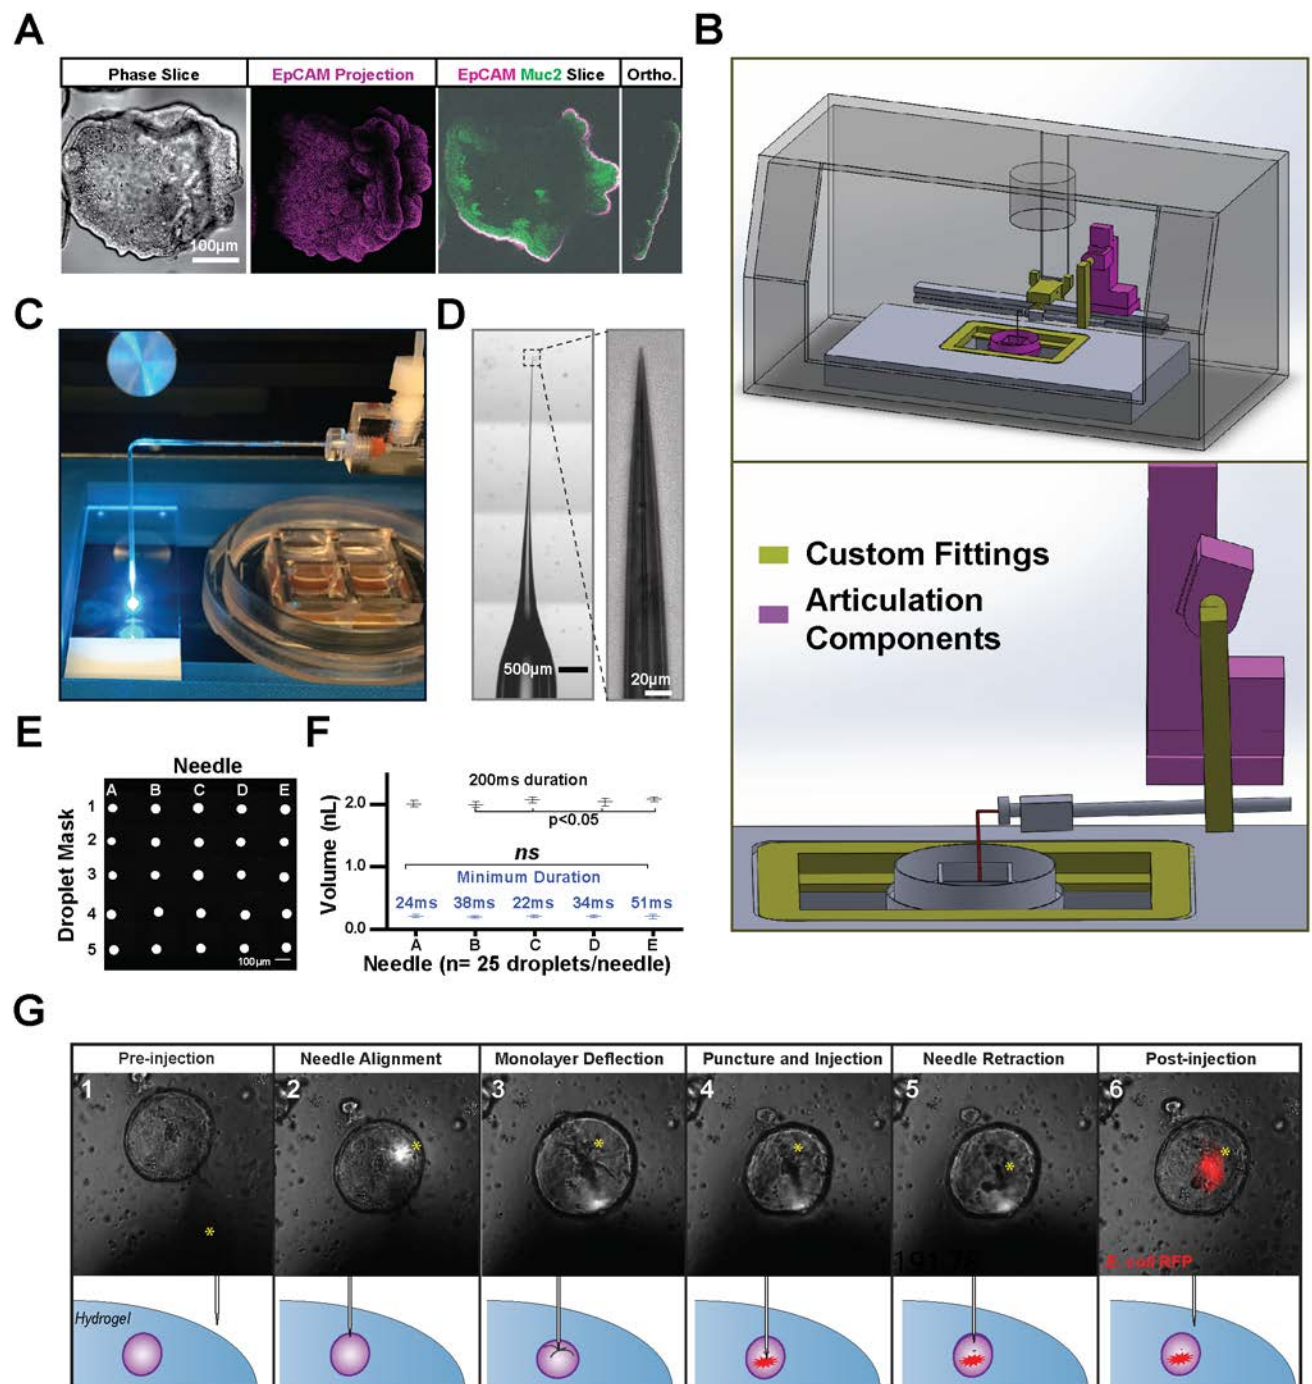 A
Phase Slice
EpCAM Projection
EpCAM Muc2 Slice
Ortho.
100µm
B
Custom Fittings
Articulation
Components
C
D
500µm
20µm
E
Needle
A B C D E
Droplet Mask
1
2
3
4
5
100µm
F
200ms duration
p<0.05
ns
Minimum Duration
24ms 38ms 22ms 34ms 51ms
Volume (nL)
2.0
1.0
0.0
A B C D E
Needle (n= 25 droplets/needle)
G
Pre-injection
Needle Alignment
Monolayer Deflection
Puncture and Injection
Needle Retraction
Post-injection
1
2
3
4
5
6
*
*
*
*
*
*
E. coli RFP
Hydrogel